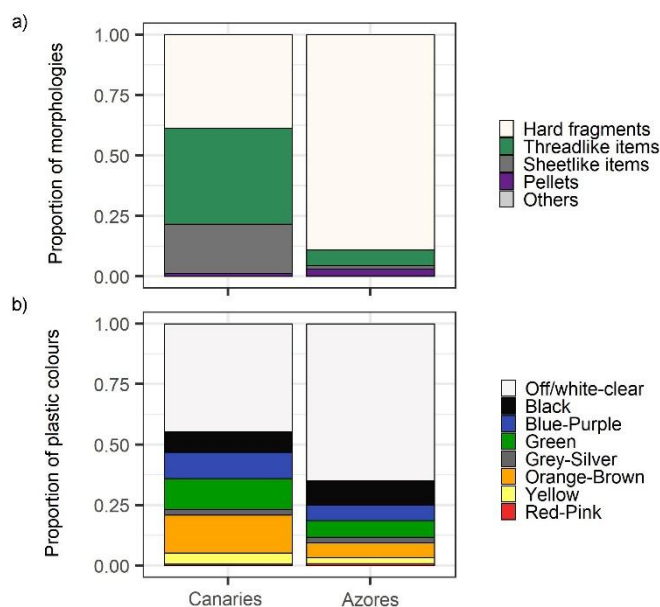 a)
Proportion of morphologies
1.00
0.75
0.50
0.25
0.00
Hard fragments
Threadlike items
Sheetlike items
Pellets
Others
b)
Proportion of plastic colours
1.00
0.75
0.50
0.25
0.00
Off/white-clear
Black
Blue-Purple
Green
Grey-Silver
Orange-Brown
Yellow
Red-Pink
Canaries
Azores